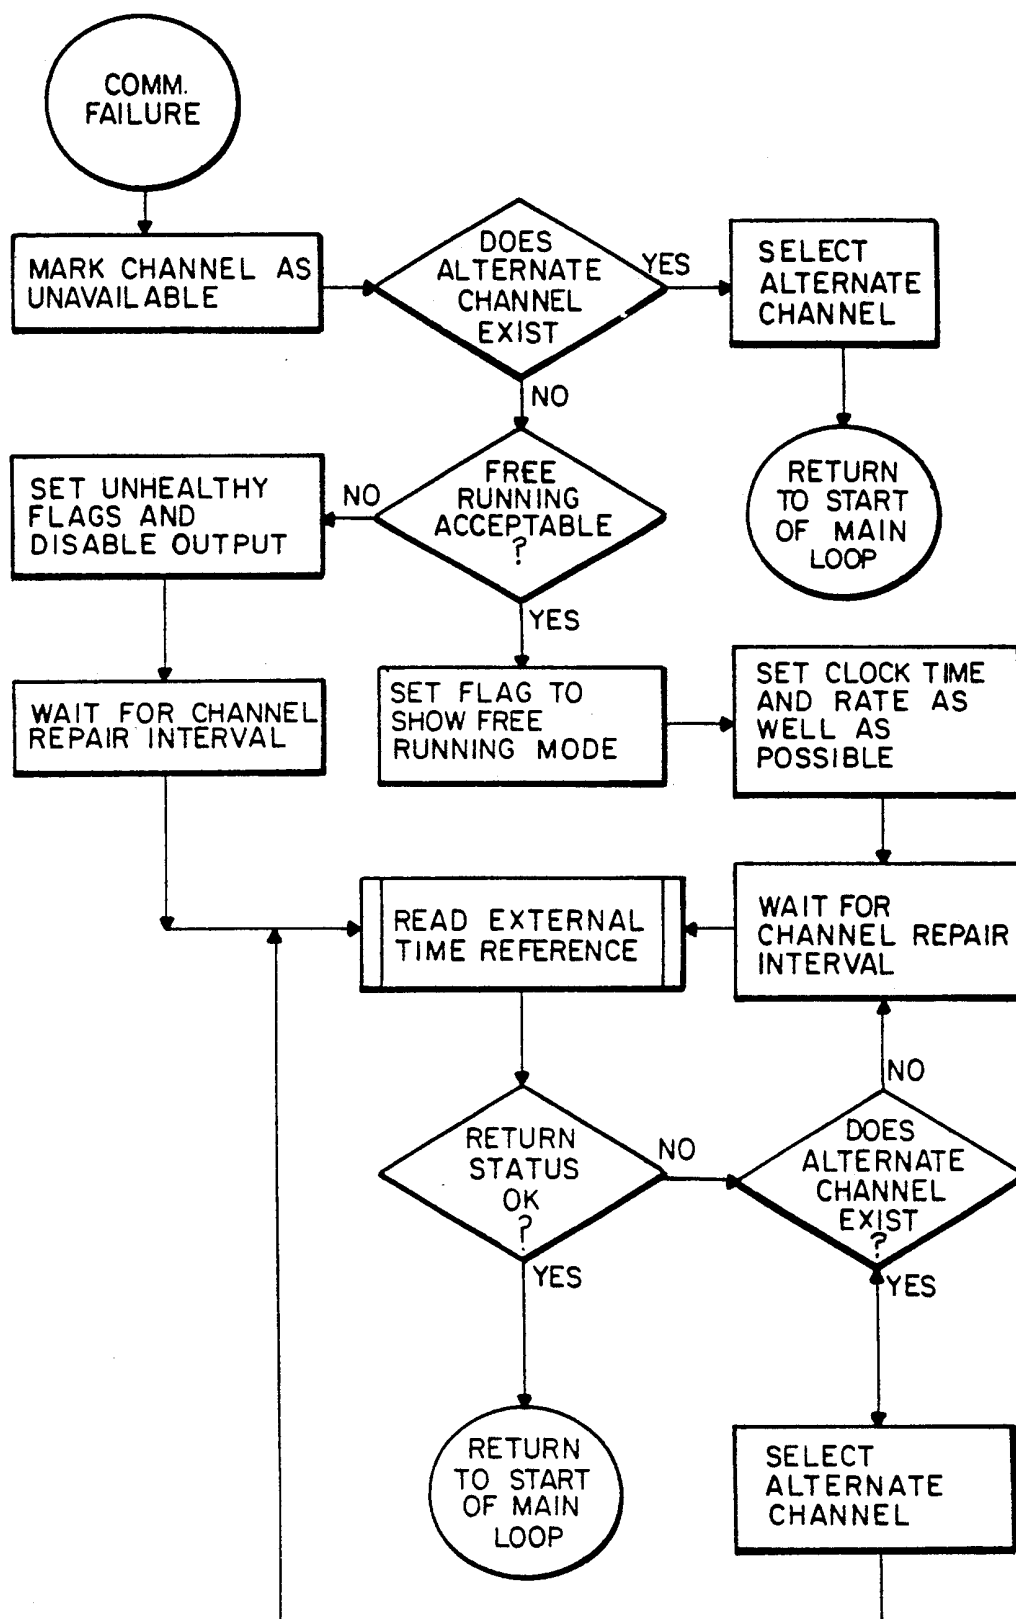 COMM.
FAILURE
MARK CHANNEL AS
UNAVAILABLE
DOES
ALTERNATE
CHANNEL
EXIST
YES
SELECT
ALTERNATE
CHANNEL
NO
RETURN
TO START
OF MAIN
LOOP
FREE
RUNNING
ACCEPTABLE
?
NO
SET UNHEALTHY
FLAGS AND
DISABLE OUTPUT
YES
WAIT FOR CHANNEL
REPAIR INTERVAL
SET FLAG TO
SHOW FREE
RUNNING MODE
SET CLOCK TIME
AND RATE AS
WELL AS
POSSIBLE
READ EXTERNAL
TIME REFERENCE
WAIT FOR
CHANNEL REPAIR
INTERVAL
NO
RETURN
STATUS
OK
?
NO
DOES
ALTERNATE
CHANNEL
EXIST
?
YES
YES
RETURN
TO START
OF MAIN
LOOP
SELECT
ALTERNATE
CHANNEL